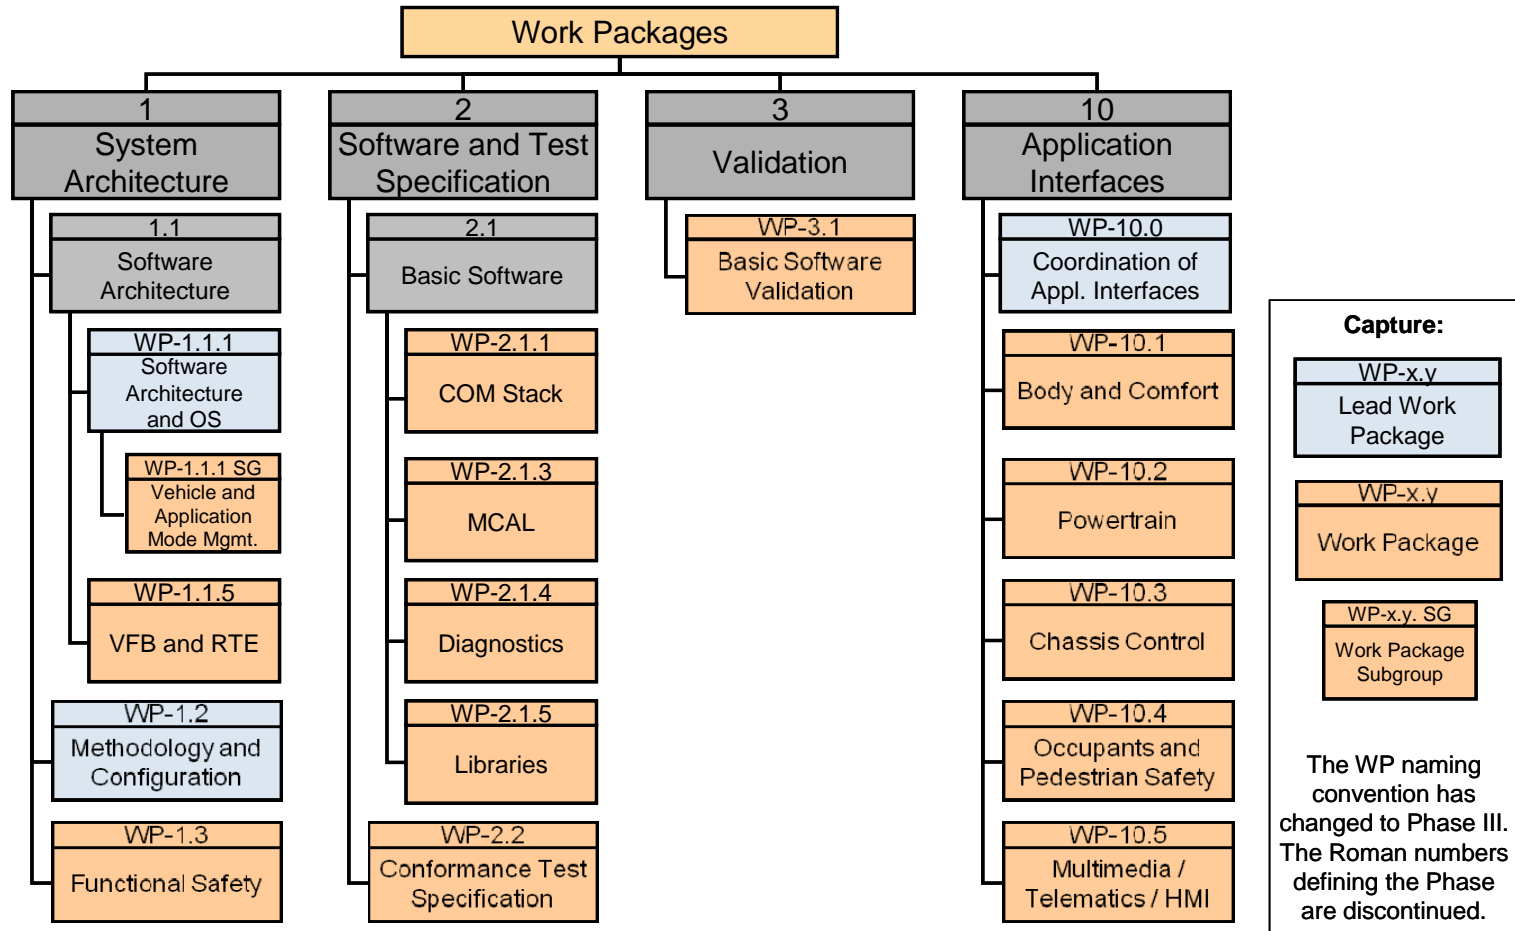 Work Packages
1
System
Architecture
1.1
Software
Architecture
WP-1.1.1
Software
Architecture
and OS
WP-1.1.1 SG
Vehicle and
Application
Mode Mgmt.
WP-1.1.5
VFB and RTE
WP-1.2
Methodology and
Configuration
WP-1.3
Functional Safety
2
Software and Test
Specification
2.1
Basic Software
WP-2.1.1
COM Stack
WP-2.1.3
MCAL
WP-2.1.4
Diagnostics
WP-2.1.5
Libraries
WP-2.2
Conformance Test
Specification
3
Validation
WP-3.1
Basic Software
Validation
10
Application
Interfaces
WP-10.0
Coordination of
Appl. Interfaces
WP-10.1
Body and Comfort
WP-10.2
Powertrain
WP-10.3
Chassis Control
WP-10.4
Occupants and
Pedestrian Safety
WP-10.5
Multimedia /
Telematics / HMI
Capture:
WP-x.y
Lead Work
Package
WP-x.y
Work Package
WP-x.y. SG
Work Package
Subgroup
The WP naming
convention has
changed to Phase III.
The Roman numbers
defining the Phase
are discontinued.